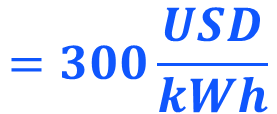 = 300 USD/kWh